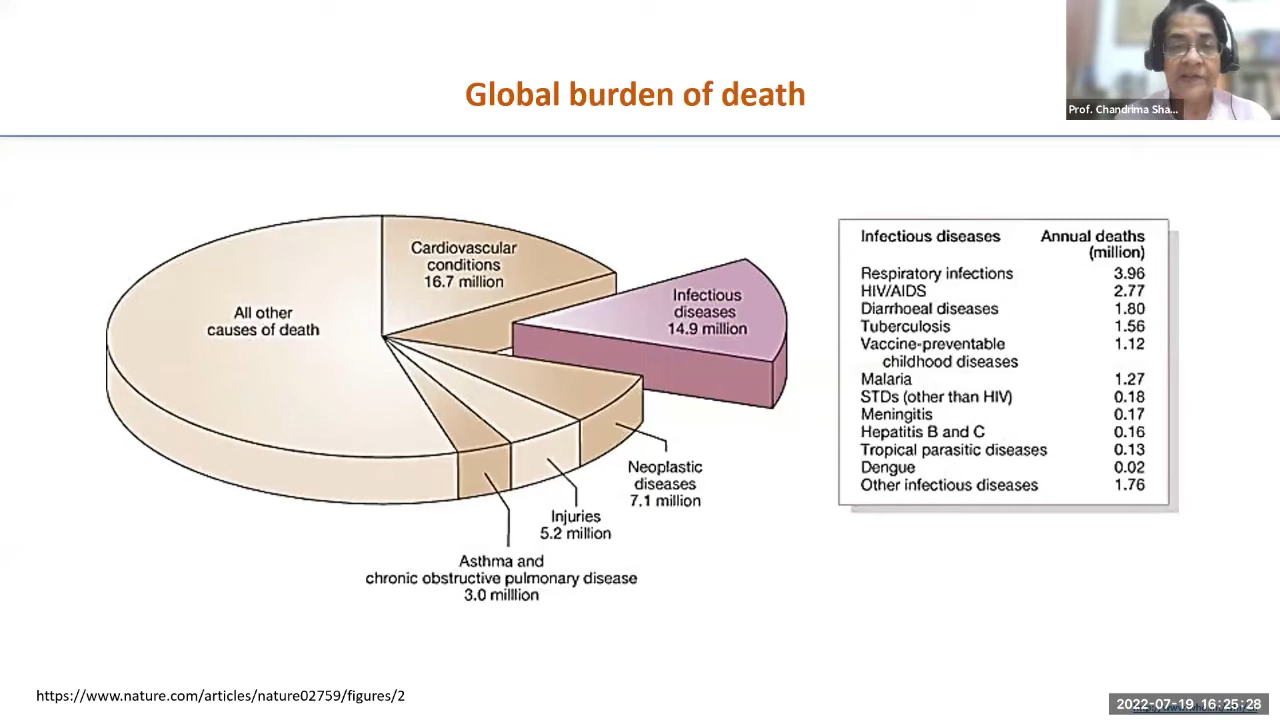 Prof. Chandrima Sha...
Global burden of death
Cardiovascular
conditions
16.7 million
Infectious
diseases
14.9 million
All other
causes of death
Neoplastic
diseases
7.1 million
Injuries
5.2 million
Asthma and
chronic obstructive pulmonary disease
3.0 milllion
Infectious diseases Annual deaths
(million)
Respiratory infections 3.96
HIV/AIDS 2.77
Diarrhoeal diseases 1.80
Tuberculosis 1.56
Vaccine-preventable 1.12
childhood diseases
Malaria 1.27
STDs (other than HIV) 0.18
Meningitis 0.17
Hepatitis B and C 0.16
Tropical parasitic diseases 0.13
Dengue 0.02
Other infectious diseases 1.76
https://www.nature.com/articles/nature02759/figures/2
2022-07-19 16:25:28